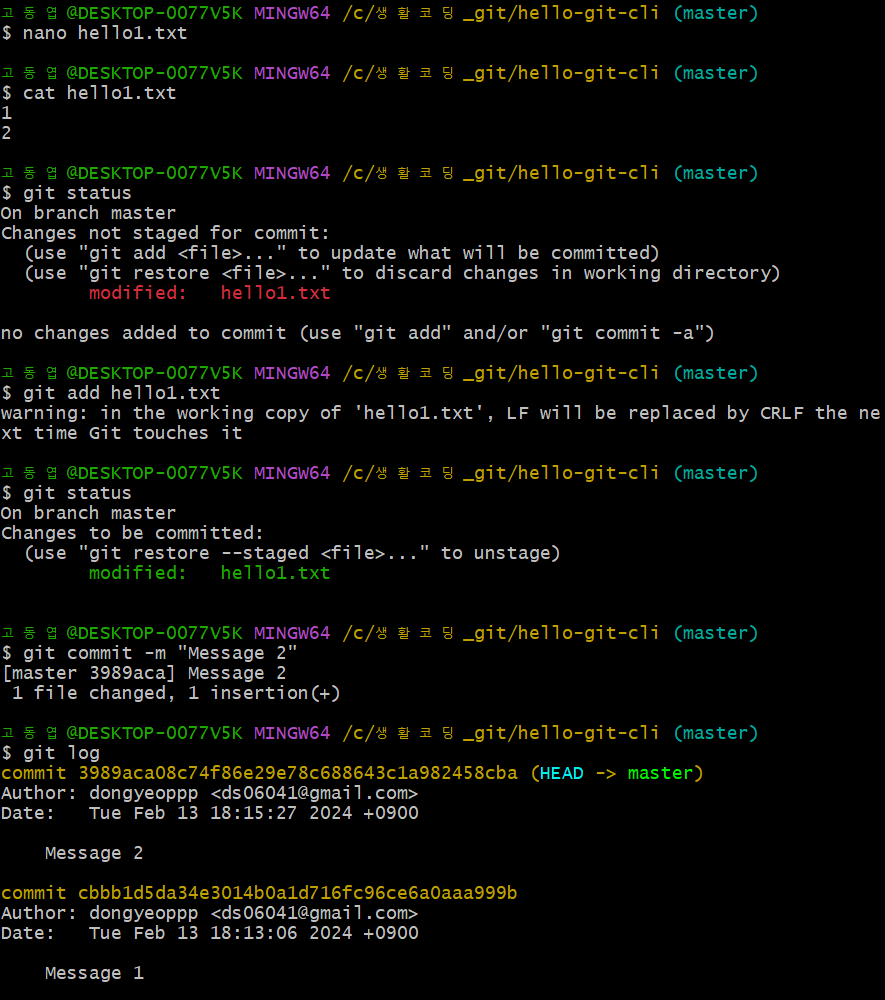 고동엽@DESKTOP-0077V5K MINGW64 /c/생활코딩_git/hello-git-cli (master)
$ nano hello1.txt
고동엽@DESKTOP-0077V5K MINGW64 /c/생활코딩_git/hello-git-cli (master)
$ cat hello1.txt
1
2
고동엽@DESKTOP-0077V5K MINGW64 /c/생활코딩_git/hello-git-cli (master)
$ git status
On branch master
Changes not staged for commit:
  (use "git add <file>..." to update what will be committed)
  (use "git restore <file>..." to discard changes in working directory)
        modified:   hello1.txt
no changes added to commit (use "git add" and/or "git commit -a")
고동엽@DESKTOP-0077V5K MINGW64 /c/생활코딩_git/hello-git-cli (master)
$ git add hello1.txt
warning: in the working copy of 'hello1.txt', LF will be replaced by CRLF the ne
xt time Git touches it
고동엽@DESKTOP-0077V5K MINGW64 /c/생활코딩_git/hello-git-cli (master)
$ git status
On branch master
Changes to be committed:
  (use "git restore --staged <file>..." to unstage)
        modified:   hello1.txt
고동엽@DESKTOP-0077V5K MINGW64 /c/생활코딩_git/hello-git-cli (master)
$ git commit -m "Message 2"
[master 3989aca] Message 2
 1 file changed, 1 insertion(+)
고동엽@DESKTOP-0077V5K MINGW64 /c/생활코딩_git/hello-git-cli (master)
$ git log
commit 3989aca08c74f86e29e78c688643c1a982458cba (HEAD -> master)
Author: dongyeoppp <ds06041@gmail.com>
Date:   Tue Feb 13 18:15:27 2024 +0900
    Message 2
commit cbbb1d5da34e3014b0a1d716fc96ce6a0aaa999b
Author: dongyeoppp <ds06041@gmail.com>
Date:   Tue Feb 13 18:13:06 2024 +0900
    Message 1